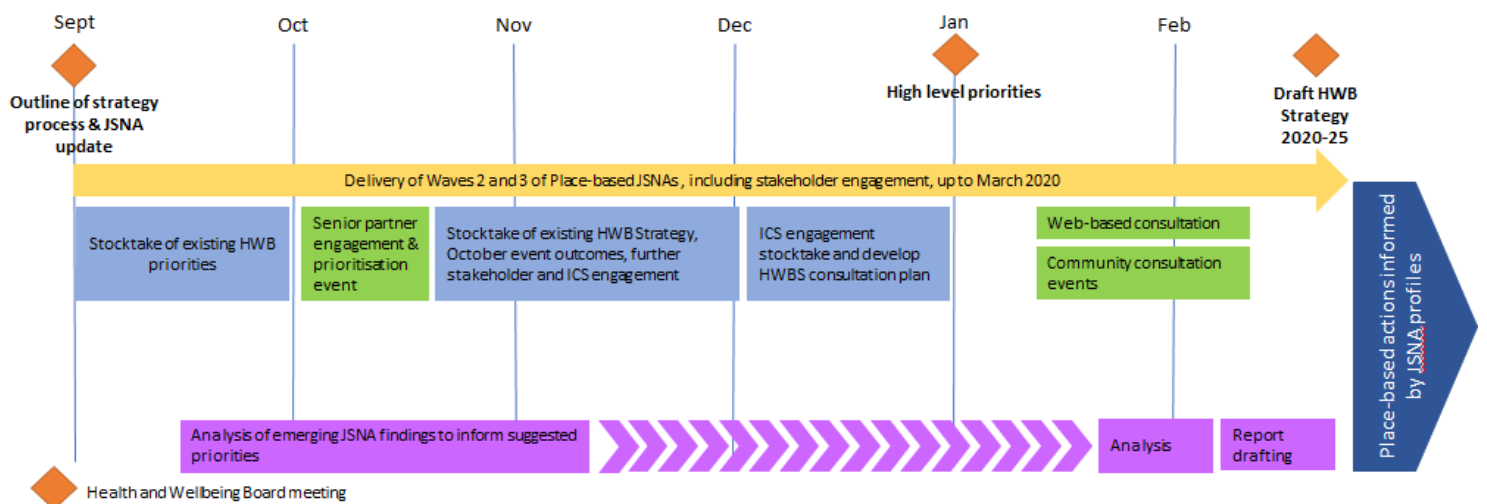 Sept
Oct
Nov
Dec
Jan
Feb
Outline of strategy
process & JSNA
update
High level priorities
Draft HWB
Strategy
2020-25
Delivery of Waves 2 and 3 of Place-based JSNAs, including stakeholder engagement, up to March 2020
Stocktake of existing HWB
priorities
Senior partner
engagement &
prioritisation
event
Stocktake of existing HWB Strategy,
October event outcomes, further
stakeholder and ICS engagement
ICS engagement
stocktake and develop
HWBS consultation plan
Web-based consultation
Community consultation
events
Place-based actions informed
by JSNA profiles
Analysis of emerging JSNA findings to inform suggested
priorities
Analysis
Report
drafting
Health and Wellbeing Board meeting